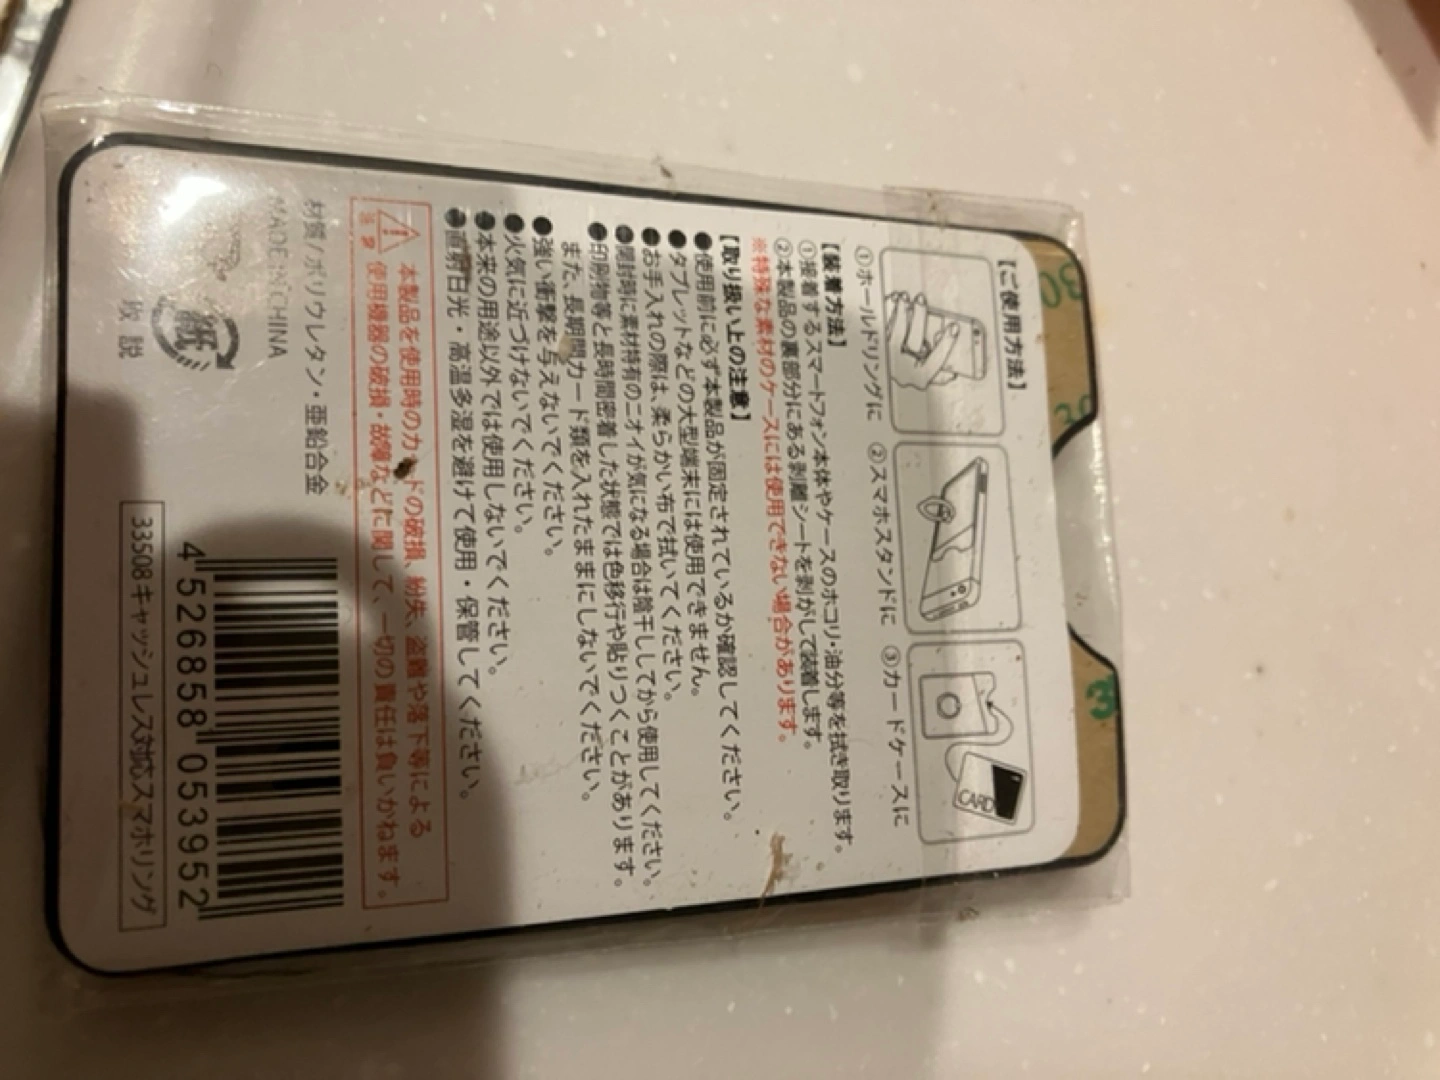 【ご使用方法】
①ホールドリングに
②スマホスタンドに
③カードケースに
CARD
【装着方法】
①接着するスマートフォン本体やケースのホコリ・油分等を拭き取ります。
②本製品の裏部分にある剥離シートを剥がして装着します。
※特殊な素材のケースには使用できない場合があります。
【取り扱い上の注意】
●使用前に必ず本製品が固定されているか確認してください。
●タブレットなどの大型端末には使用できません。
●お手入れの際は、柔らかい布で拭いてください。
●開封時に素材特有のニオイが気になる場合は陰干ししてから使用してください。
●印刷物等と長時間密着した状態では色移行や貼りつくことがあります。
また、長期間カード類を入れたままにしないでください。
●強い衝撃を与えないでください。
●火気に近づけないでください。
●本来の用途以外では使用しないでください。
●直射日光・高温多湿を避けて使用・保管してください。
本製品を使用時のカードの破損、紛失、盗難や落下等による
使用機器の破損・故障などに関して、一切の責任は負いかねます。
材質/ポリウレタン・亜鉛合金
MADE IN CHINA
紙
4 526858 053952
33508キャッシュレス対応スマホリング